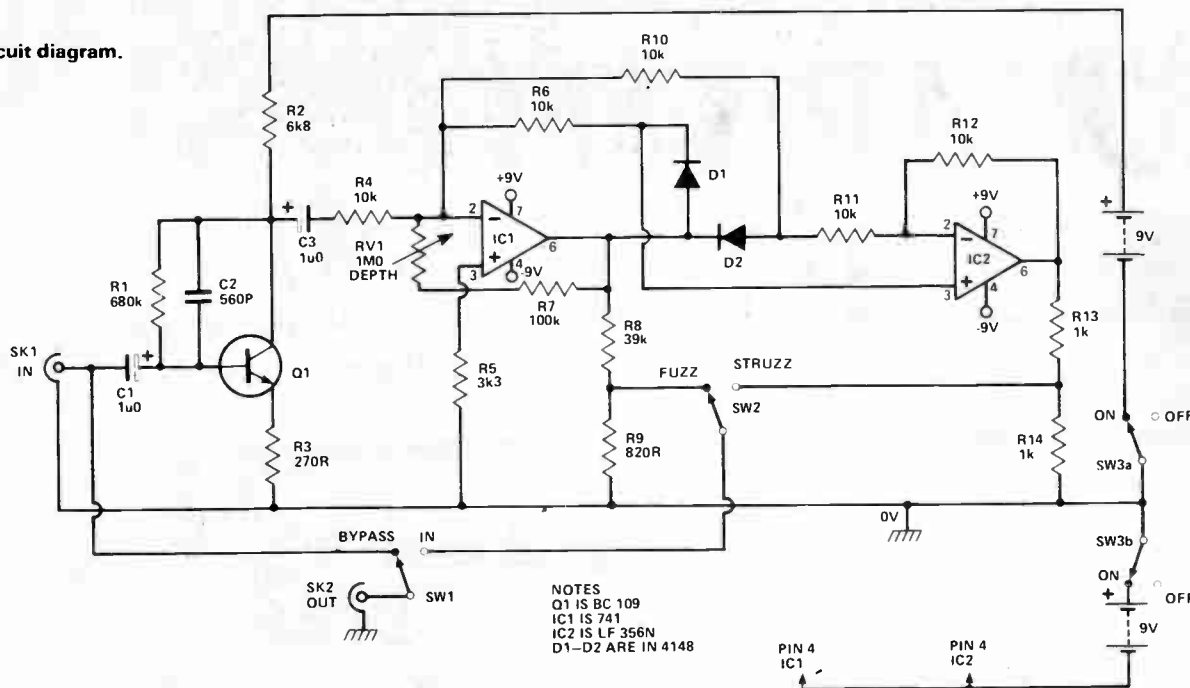 cuit diagram.
R10
10k
R2
6k8
R6
10k
R12
10k
D1
+9V
R4
10k
R11
10k
+9V
+
2
7
6
IC1
4
3
-9V
+
C3
1u0
RV1
1M0
DEPTH
D2
2
7
6
IC2
4
3
-9V
+
9V
R1
680k
C2
560P
R7
100k
R8
39k
R13
1k
SK1
IN
+
C1
1u0
Q1
R5
3k3
FUZZ
STRUZZ
SW2
ON
OFF
R3
270R
R9
820R
R14
1k
SW3a
0V
BYPASS
IN
SW3b
SK2
OUT
SW1
ON
OFF
+
9V
NOTES
Q1 IS BC 109
IC1 IS 741
IC2 IS LF 356N
D1–D2 ARE IN 4148
PIN 4
IC1
PIN 4
IC2